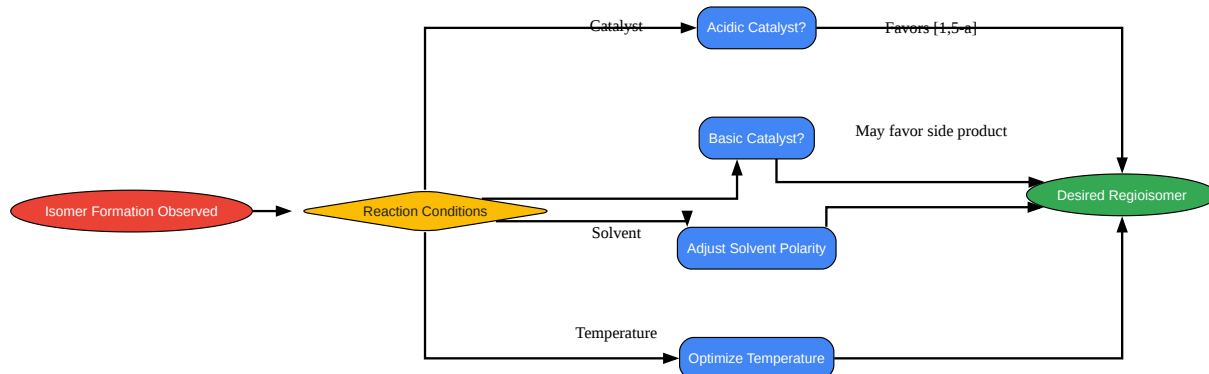 Catalyst
Acidic Catalyst?
Favors [1,5-a]
Basic Catalyst?
May favor side product
Isomer Formation Observed
Reaction Conditions
Desired Regioisomer
Solvent
Adjust Solvent Polarity
Temperature
Optimize Temperature